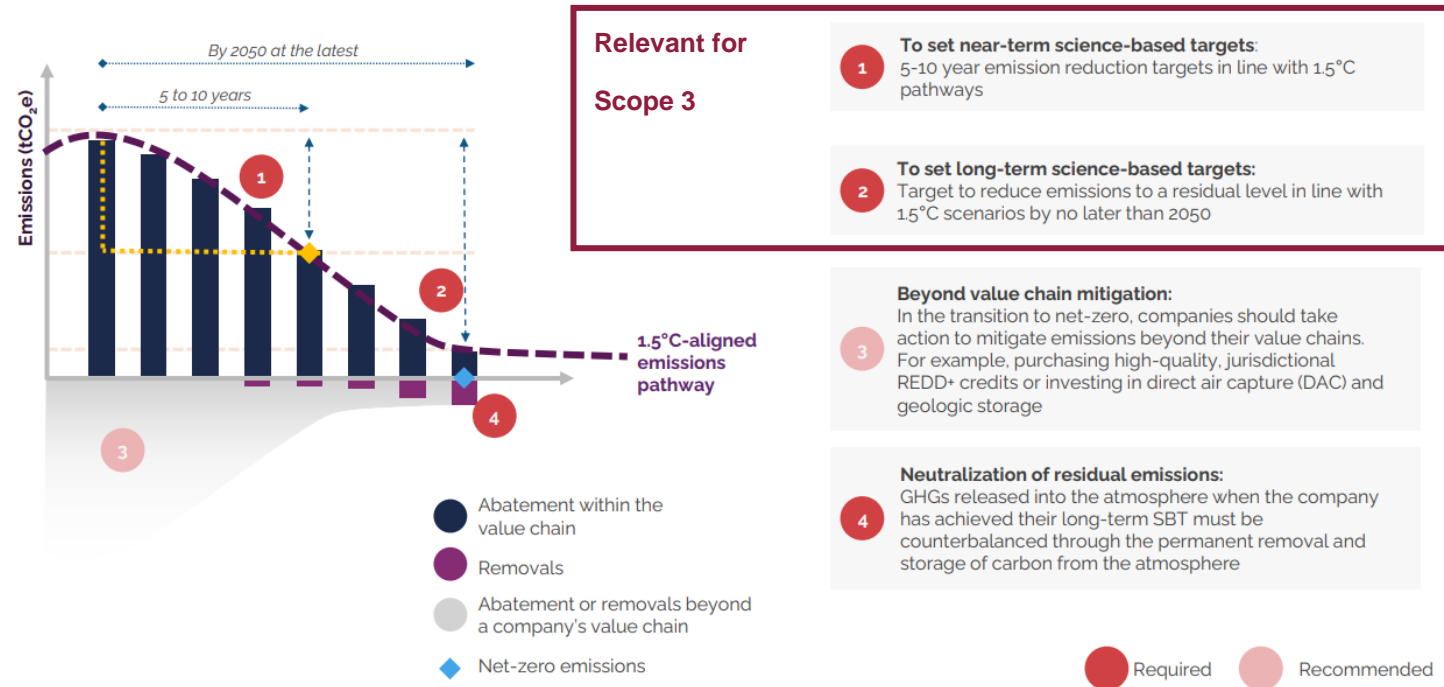 By 2050 at the latest
5 to 10 years
Emissions (tCO₂e)
1
2
3
4
1.5°C-aligned
emissions
pathway
Abatement within the
value chain
Removals
Abatement or removals beyond
a company's value chain
Net-zero emissions
Relevant for
Scope 3
1
To set near-term science-based targets:
5-10 year emission reduction targets in line with 1.5°C
pathways
2
To set long-term science-based targets:
Target to reduce emissions to a residual level in line with
1.5°C scenarios by no later than 2050
3
Beyond value chain mitigation:
In the transition to net-zero, companies should take
action to mitigate emissions beyond their value chains.
For example, purchasing high-quality, jurisdictional
REDD+ credits or investing in direct air capture (DAC) and
geologic storage
4
Neutralization of residual emissions:
GHGs released into the atmosphere when the company
has achieved their long-term SBT must be
counterbalanced through the permanent removal and
storage of carbon from the atmosphere
Required
Recommended